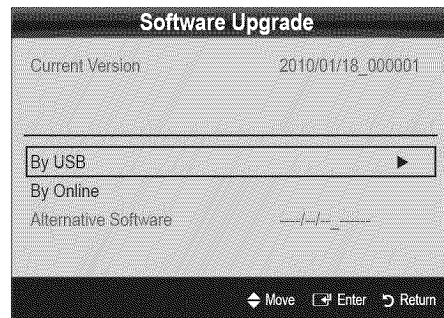 Software Upgrade
Current Version 2010/01/18_000001
By USB ►
By Online
Alternative Software ----/--/--_------
Move Enter Return